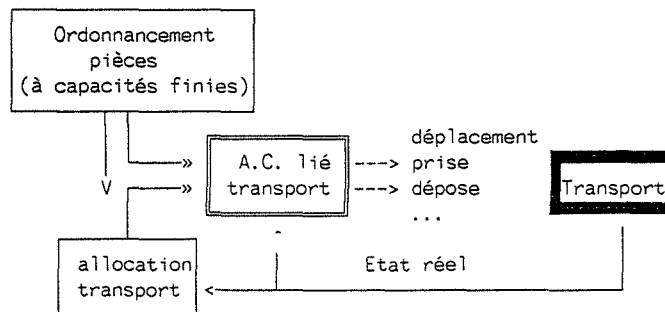 Ordonnancement
pièces
(à capacités finies)
A.C. lié
transport
déplacement
prise
dépose
...
Transport
Etat réel
allocation
transport